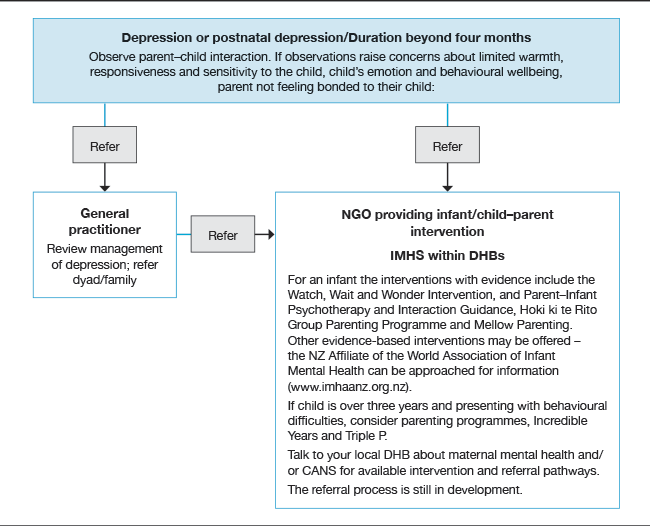 Depression or postnatal depression/Duration beyond four months
Observe parent–child interaction. If observations raise concerns about limited warmth,
responsiveness and sensitivity to the child, child's emotion and behavioural wellbeing,
parent not feeling bonded to their child:
Refer
Refer
General
practitioner
Review management
of depression; refer
dyad/family
Refer
NGO providing infant/child–parent
intervention
IMHS within DHBs
For an infant the interventions with evidence include the
Watch, Wait and Wonder Intervention, and Parent–Infant
Psychotherapy and Interaction Guidance, Hoki ki te Rito
Group Parenting Programme and Mellow Parenting.
Other evidence-based interventions may be offered –
the NZ Affiliate of the World Association of Infant
Mental Health can be approached for information
(www.imhaanz.org.nz).
If child is over three years and presenting with behavioural
difficulties, consider parenting programmes, Incredible
Years and Triple P.
Talk to your local DHB about maternal mental health and/
or CANS for available intervention and referral pathways.
The referral process is still in development.